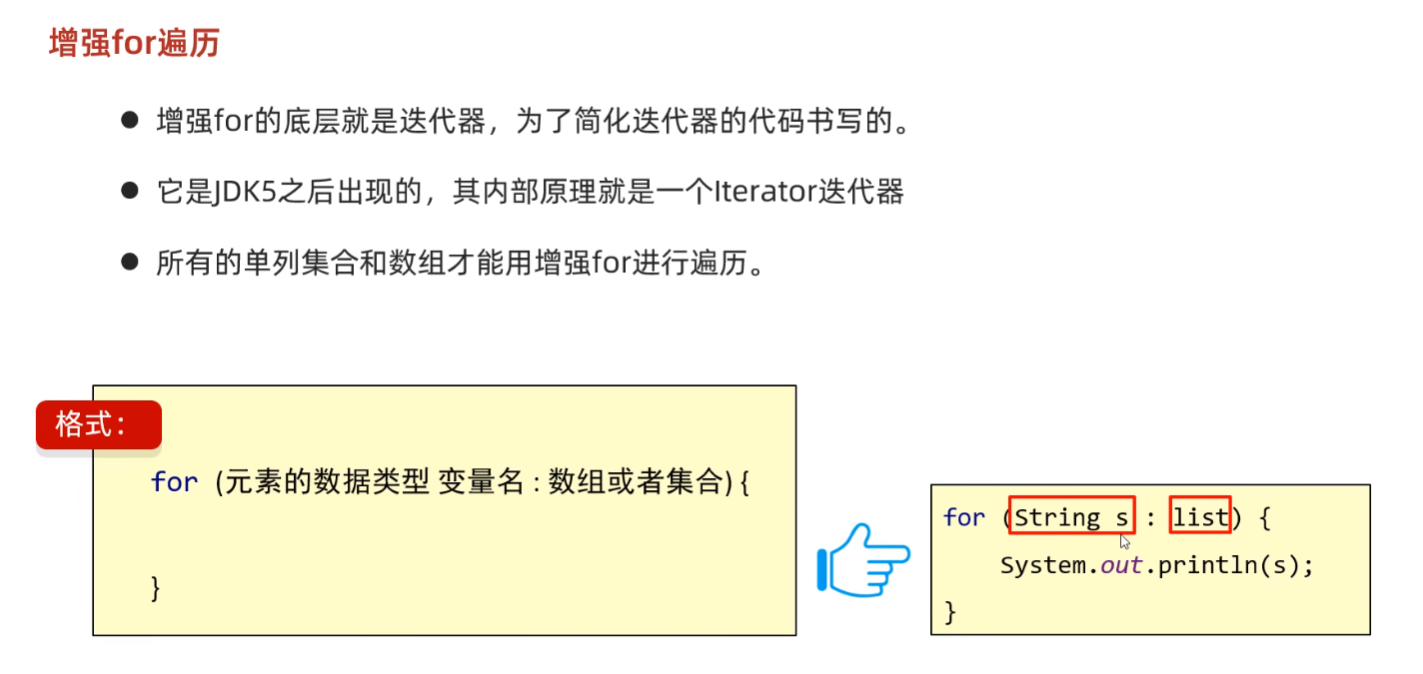 增强for遍历
增强for的底层就是迭代器，为了简化迭代器的代码书写的。
它是JDK5之后出现的，其内部原理就是一个Iterator迭代器
所有的单列集合和数组才能用增强for进行遍历。
格式：
for (元素的数据类型 变量名 : 数组或者集合) {
}
for (String s : list) {
System.out.println(s);
}